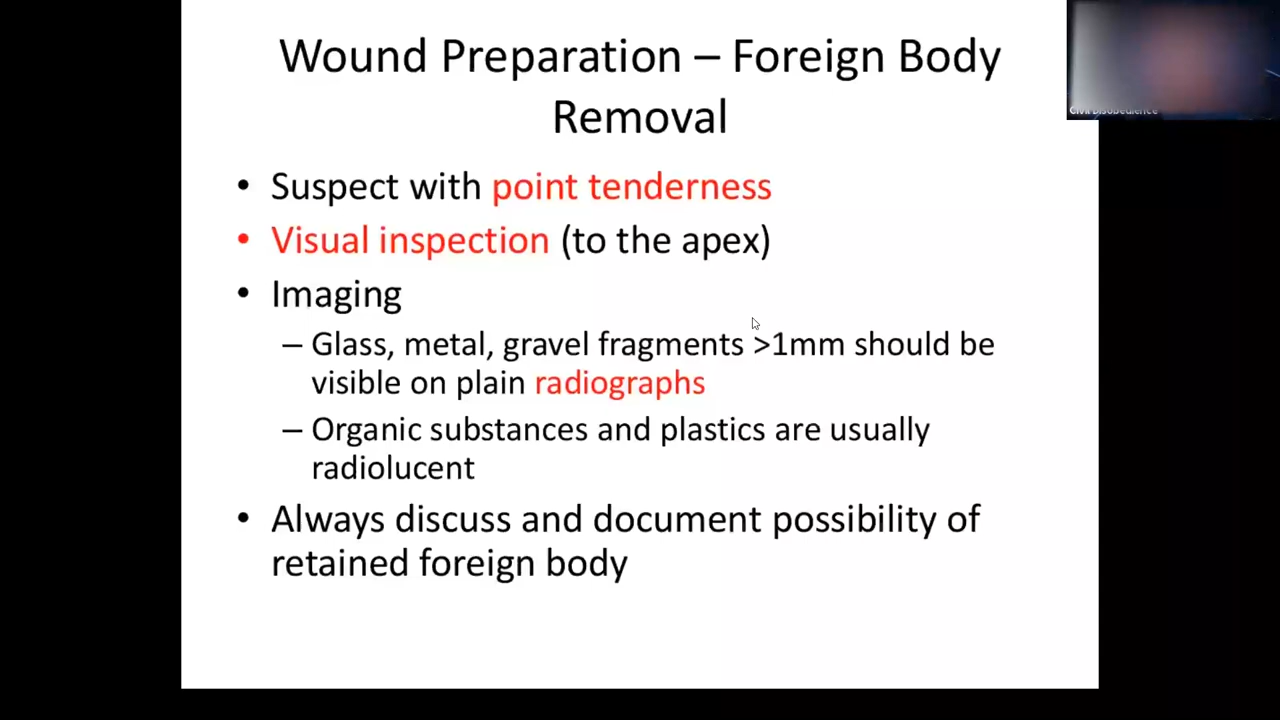 Wound Preparation – Foreign Body
Removal
Civil Disobedience
• Suspect with point tenderness
• Visual inspection (to the apex)
• Imaging
– Glass, metal, gravel fragments >1mm should be
visible on plain radiographs
– Organic substances and plastics are usually
radiolucent
• Always discuss and document possibility of
retained foreign body